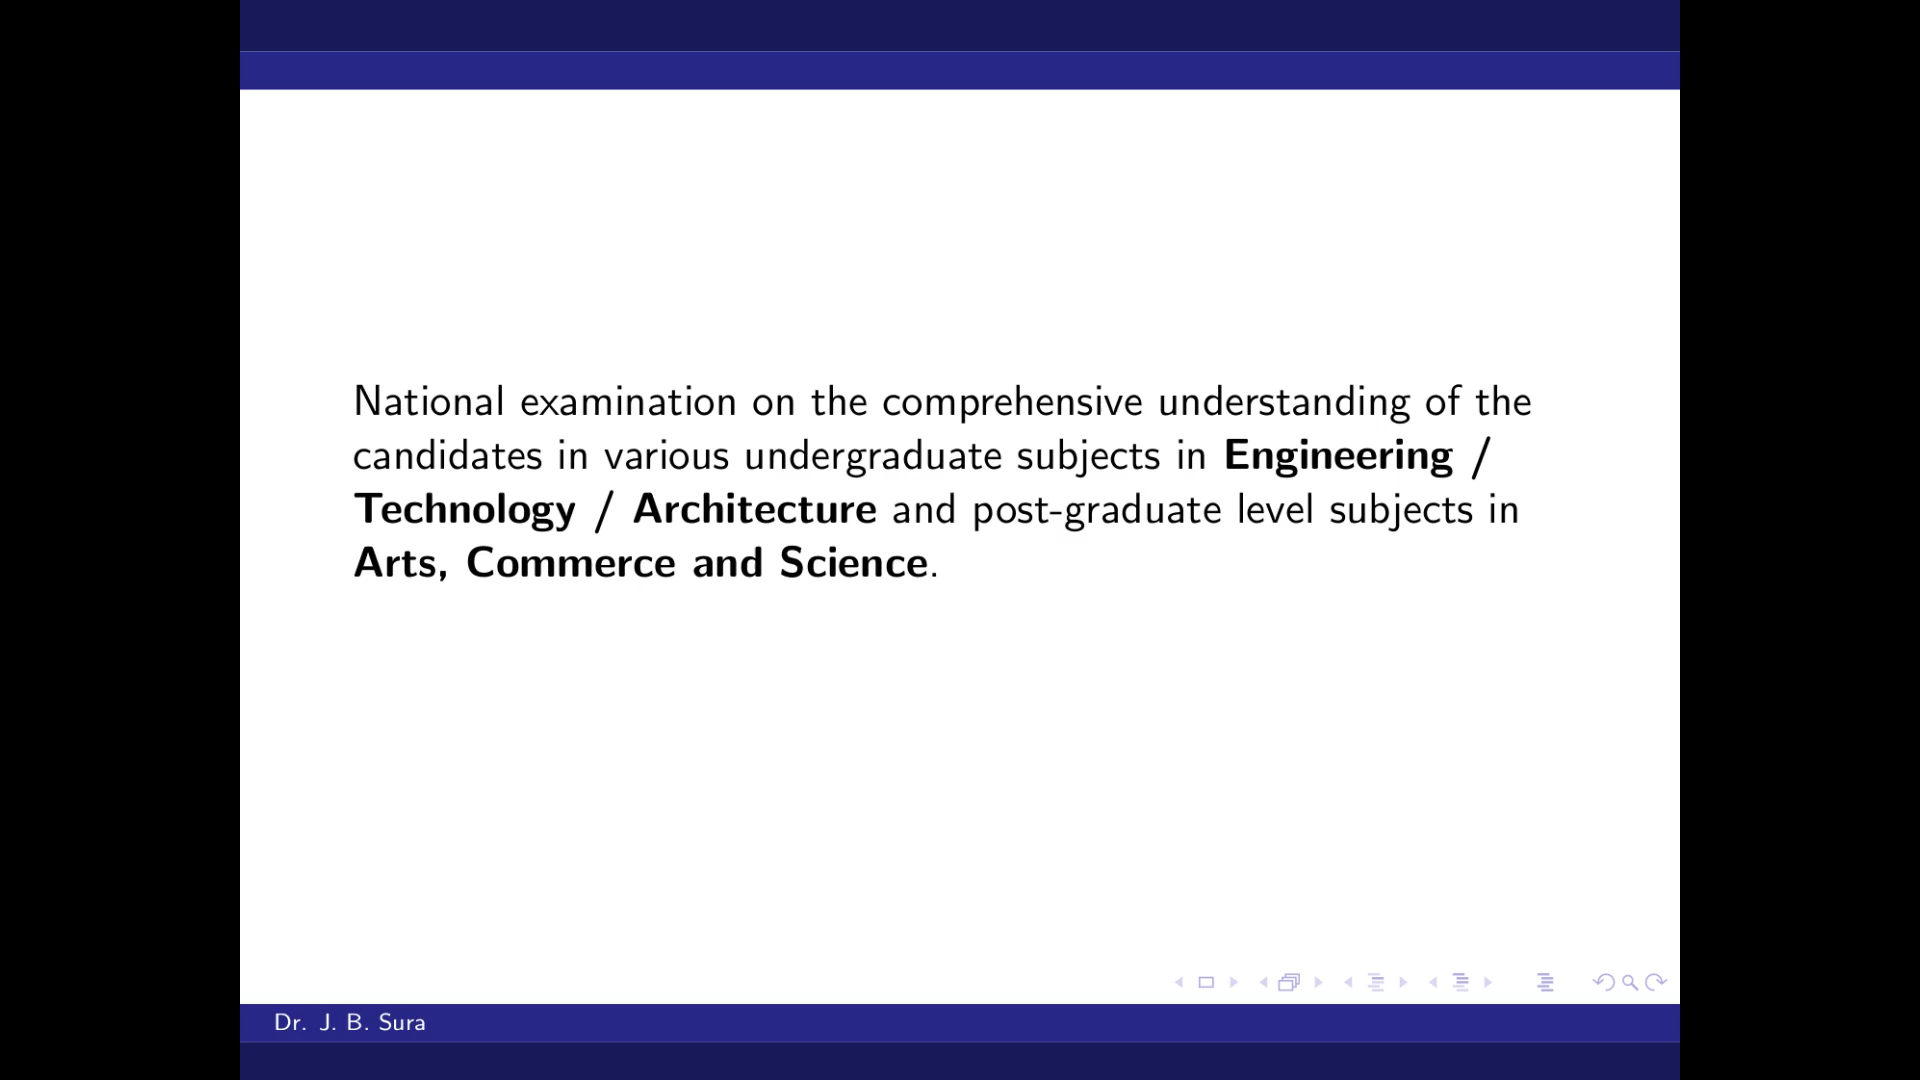 National examination on the comprehensive understanding of the
candidates in various undergraduate subjects in Engineering /
Technology / Architecture and post-graduate level subjects in
Arts, Commerce and Science.
Dr. J. B. Sura